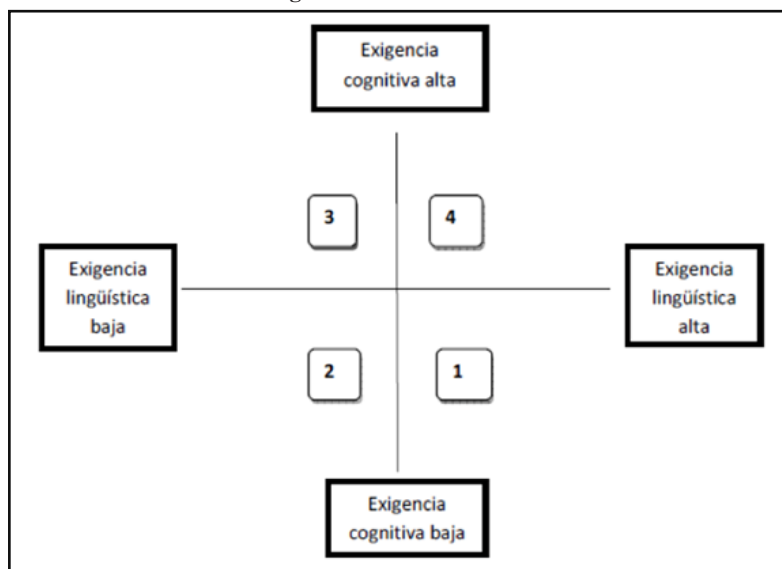 Exigencia
cognitiva alta
3
4
Exigencia
lingüística
baja
Exigencia
lingüística
alta
2
1
Exigencia
cognitiva baja